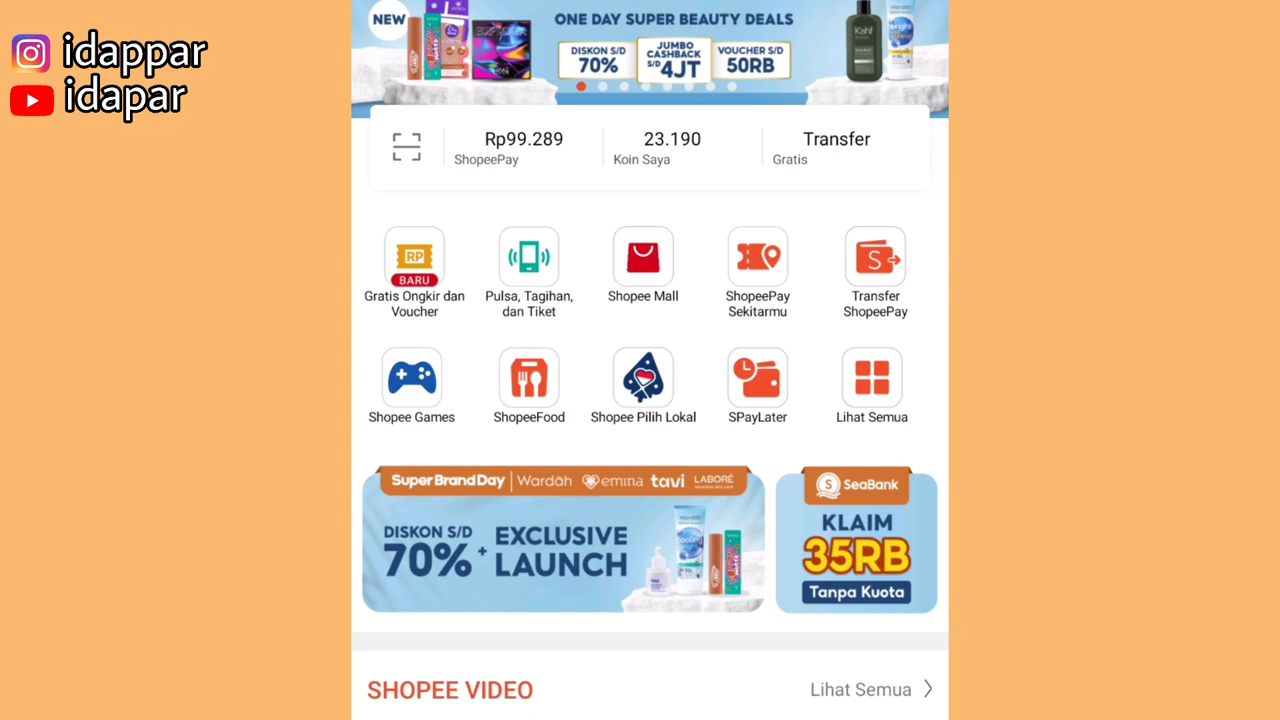 idappar
idapar
NEW
ONE DAY SUPER BEAUTY DEALS
DISKON S/D
70%
JUMBO
CASHBACK
S/D 4JT
VOUCHER S/D
50RB
Kahf
Rp99.289
ShopeePay
23.190
Koin Saya
Transfer
Gratis
RP
BARU
Gratis Ongkir dan
Voucher
Pulsa, Tagihan,
dan Tiket
Shopee Mall
ShopeePay
Sekitarmu
S
Transfer
ShopeePay
Shopee Games
ShopeeFood
Shopee Pilih Lokal
SPayLater
Lihat Semua
Super Brand Day | Wardah emina tavi LABORÉ
DISKON S/D
70% + EXCLUSIVE
LAUNCH
SeaBank
KLAIM
35RB
Tanpa Kuota
SHOPEE VIDEO
Lihat Semua